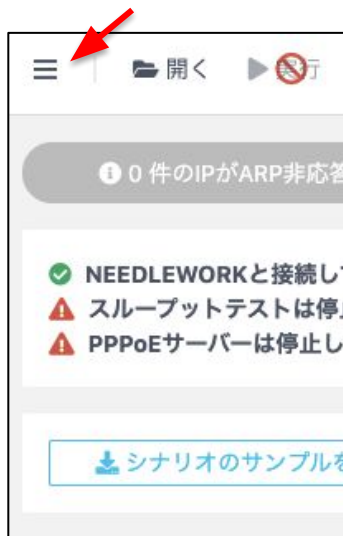 開く 実行
0 件のIPがARP非応答
NEEDLEWORKと接続して
スループットテストは停止
PPPoEサーバーは停止し
シナリオのサンプルを